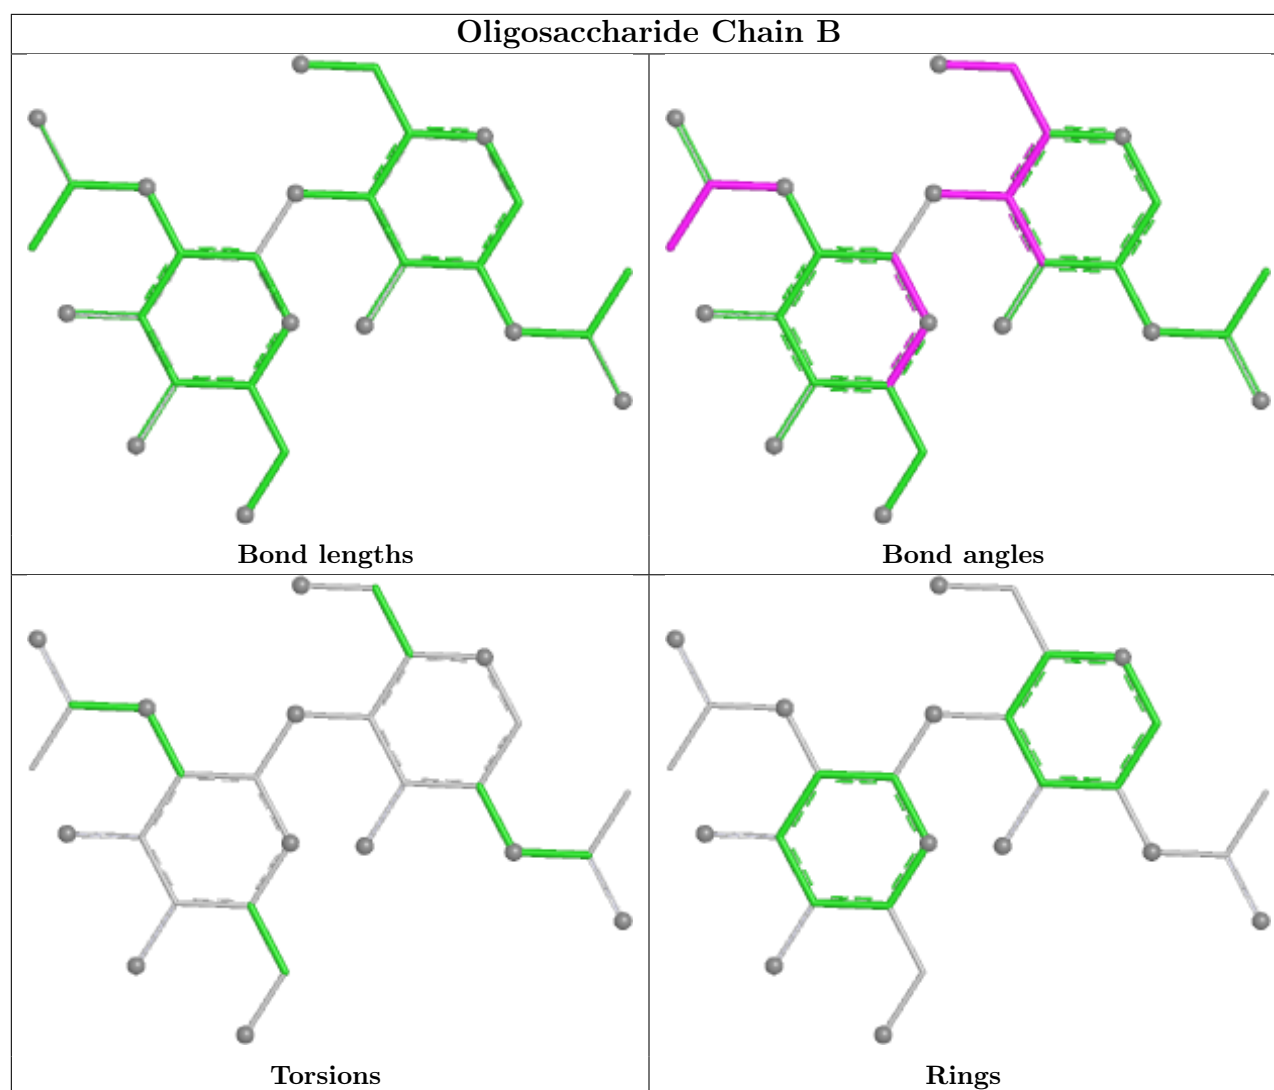 Oligosaccharide Chain B
Bond lengths
Bond angles
Torsions
Rings